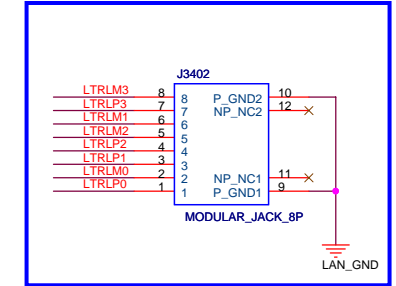 J3402
LTRLM3 8 8 P_GND2 10
LTRLP3 7 7 NP_NC2 12
LTRLM1 6 6
LTRLM2 5 5
LTRLP2 4 4
LTRLP1 3 3
LTRLM0 2 2 NP_NC1 11
LTRLP0 1 1 P_GND1 9
MODULAR_JACK_8P
LAN_GND